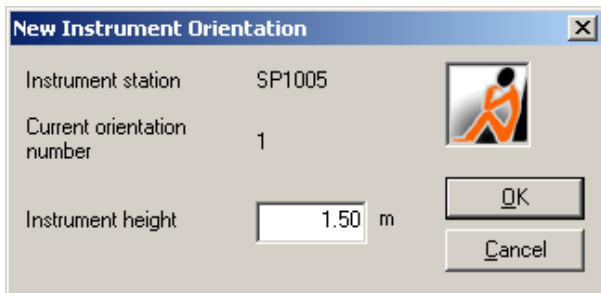 New Instrument Orientation
Instrument station SP1005
Current orientation
number 1
Instrument height 1.50 m
OK
Cancel